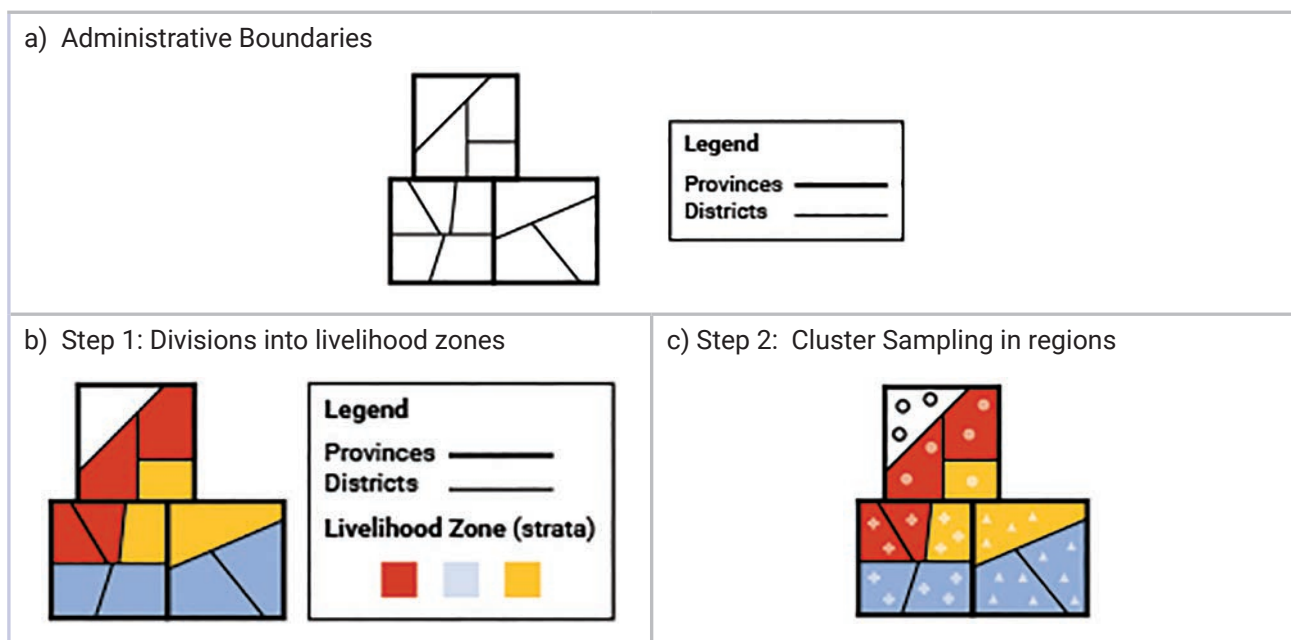 a) Administrative Boundaries
Legend
Provinces
Districts
b) Step 1: Divisions into livelihood zones
Legend
Provinces
Districts
Livelihood Zone (strata)
c) Step 2: Cluster Sampling in regions